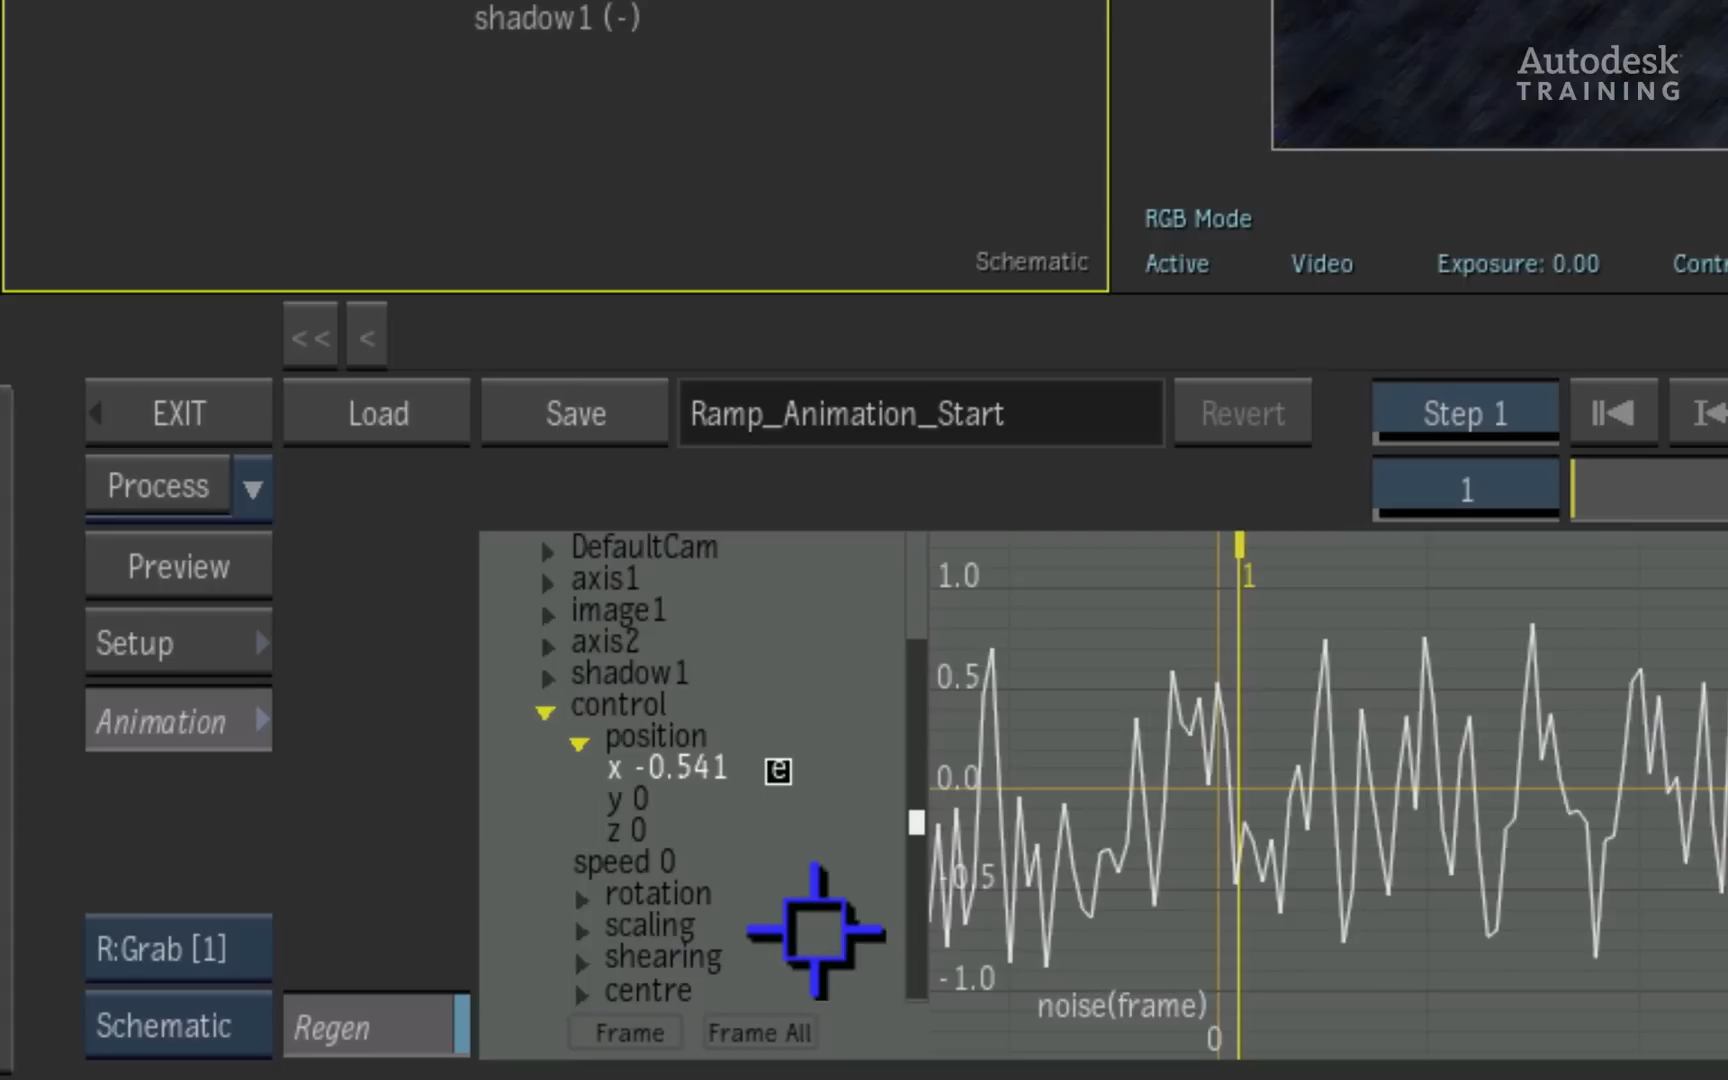 shadow1 (-)
Autodesk
TRAINING
RGB Mode
Schematic
Active Video Exposure: 0.00
<< <
EXIT Load Save Ramp_Animation_Start Revert Step 1
Process 1
Preview
Setup
Animation
R:Grab [1]
Schematic Regen
DefaultCam
axis1
image1
axis2
shadow1
control
position
x -0.541 e
y 0
z 0
speed 0
rotation
scaling
shearing
centre
Frame Frame All
1.0 1
0.5
0.0
-0.5
-1.0
noise(frame)
0